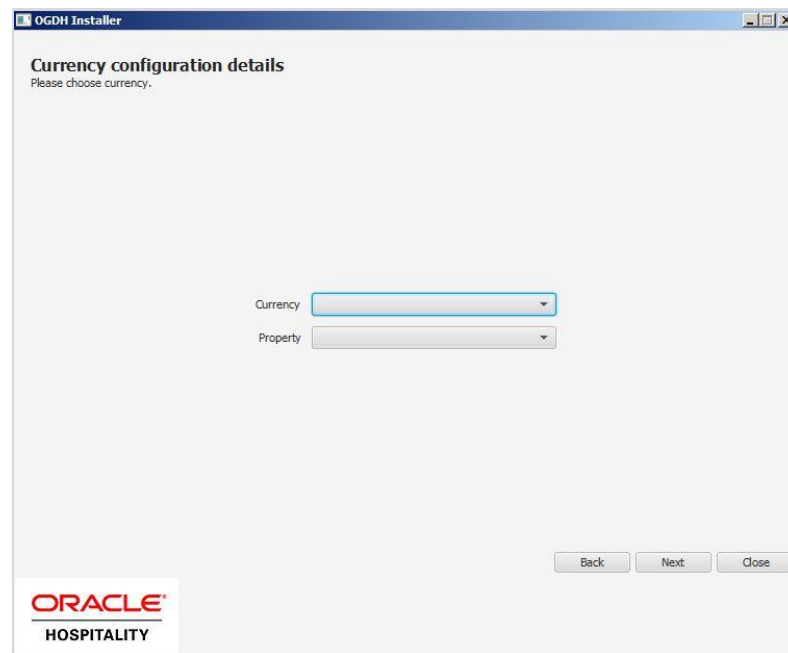 OGDH Installer
Currency configuration details
Please choose currency.
Currency
Property
Back Next Close
ORACLE®
HOSPITALITY